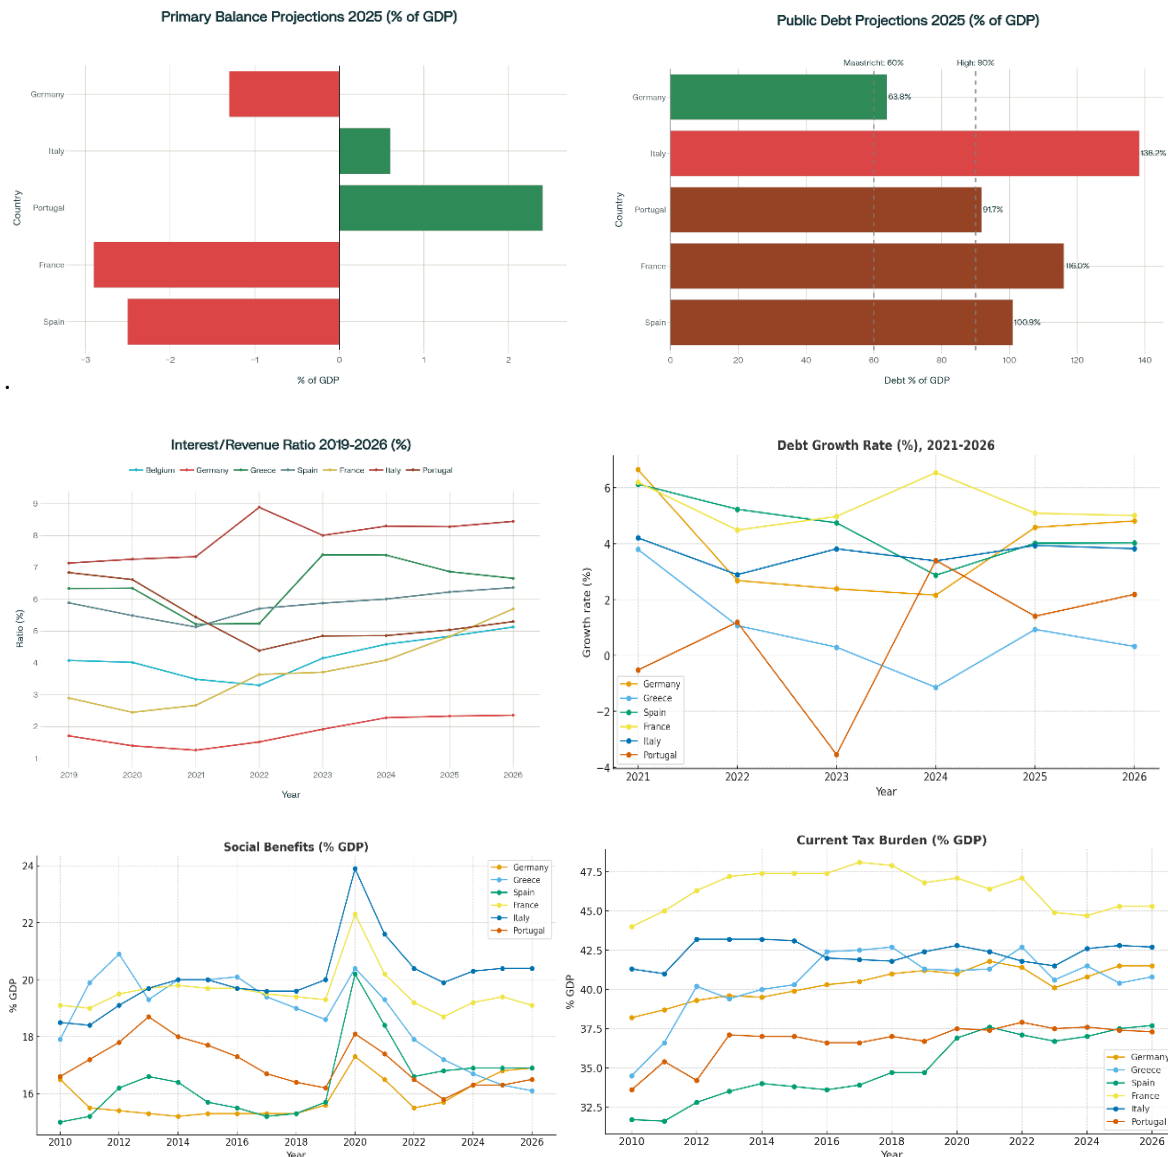 Primary Balance Projections 2025 (% of GDP)
Country
Germany
Italy
Portugal
France
Spain
−3 −2 −1 0 1 2
% of GDP
Public Debt Projections 2025 (% of GDP)
Maastricht: 60% High: 90%
Country
Germany 63.8%
Italy 138.2%
Portugal 91.7%
France 116.0%
Spain 100.9%
0 20 40 60 80 100 120 140
Debt % of GDP
Interest/Revenue Ratio 2019-2026 (%)
Belgium Germany Greece Spain France Italy Portugal
Ratio (%)
9
8
7
6
5
4
3
2
1
2019 2020 2021 2022 2023 2024 2025 2026
Year
Debt Growth Rate (%), 2021-2026
Growth rate (%)
6
4
2
0
−2
−4
Germany
Greece
Spain
France
Italy
Portugal
2021 2022 2023 2024 2025 2026
Year
Social Benefits (% GDP)
% GDP
24
22
20
18
16
Germany
Greece
Spain
France
Italy
Portugal
2010 2012 2014 2016 2018 2020 2022 2024 2026
Year
Current Tax Burden (% GDP)
% GDP
47.5
45.0
42.5
40.0
37.5
35.0
32.5
Germany
Greece
Spain
France
Italy
Portugal
2010 2012 2014 2016 2018 2020 2022 2024 2026
Year